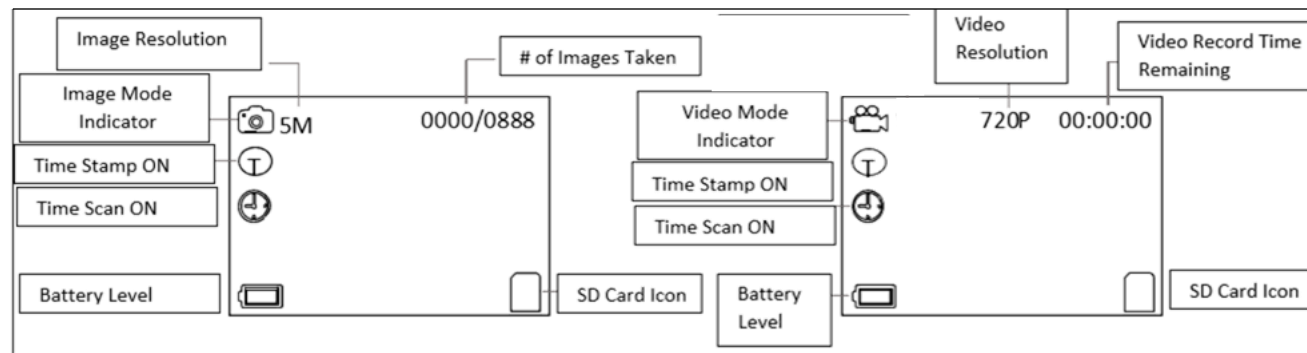 Image Resolution
# of Images Taken
Image Mode
Indicator
5M
0000/0888
Time Stamp ON
T
Time Scan ON
Battery Level
SD Card Icon
Video
Resolution
Video Record Time
Remaining
Video Mode
Indicator
720P
00:00:00
Time Stamp ON
T
Time Scan ON
Battery
Level
SD Card Icon